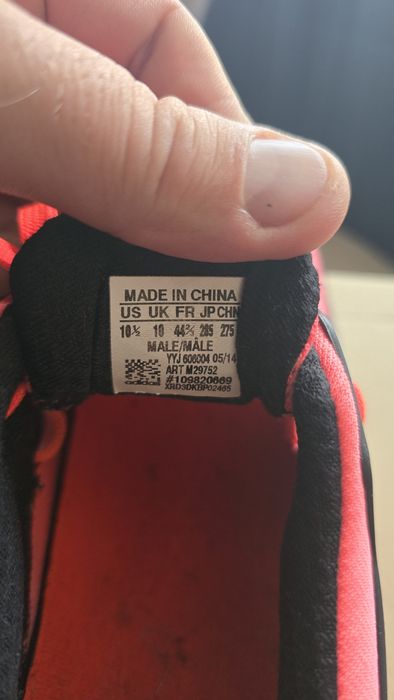 MADE IN CHINA
US UK FR JP CHN
10½ 10 44⅔ 285 275
MALE/MÂLE
YYJ 606004 05/14
ART M29752
#109820669
XRD3DKBP02465